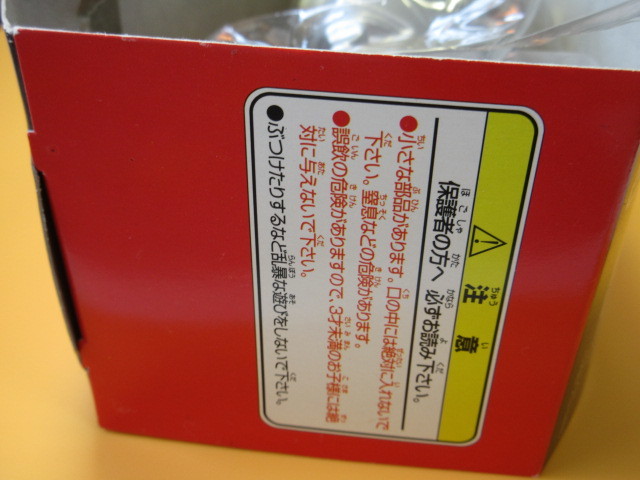 注意
保護者の方へ 必ずお読み下さい。
●小さな部品があります。口の中には絶対に入れないで
下さい。窒息などの危険があります。
●誤飲の危険がありますので、3才未満のお子様には絶
対に与えないで下さい。
●ぶつけたりするなど乱暴な遊びをしないで下さい。